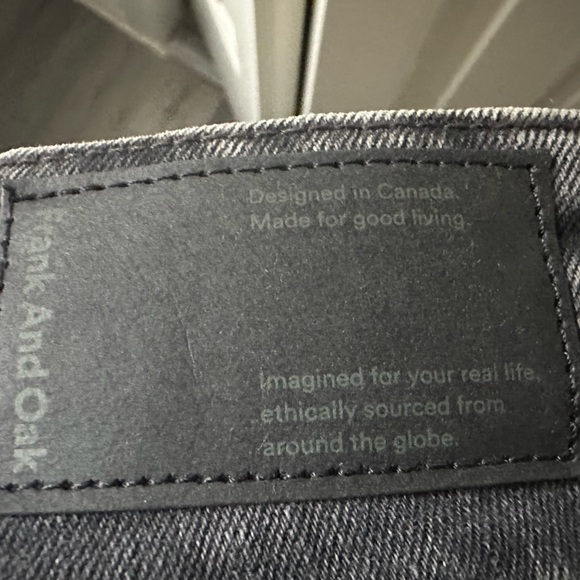 Frank And Oak
Designed in Canada.
Made for good living.
Imagined for your real life,
ethically sourced from
around the globe.